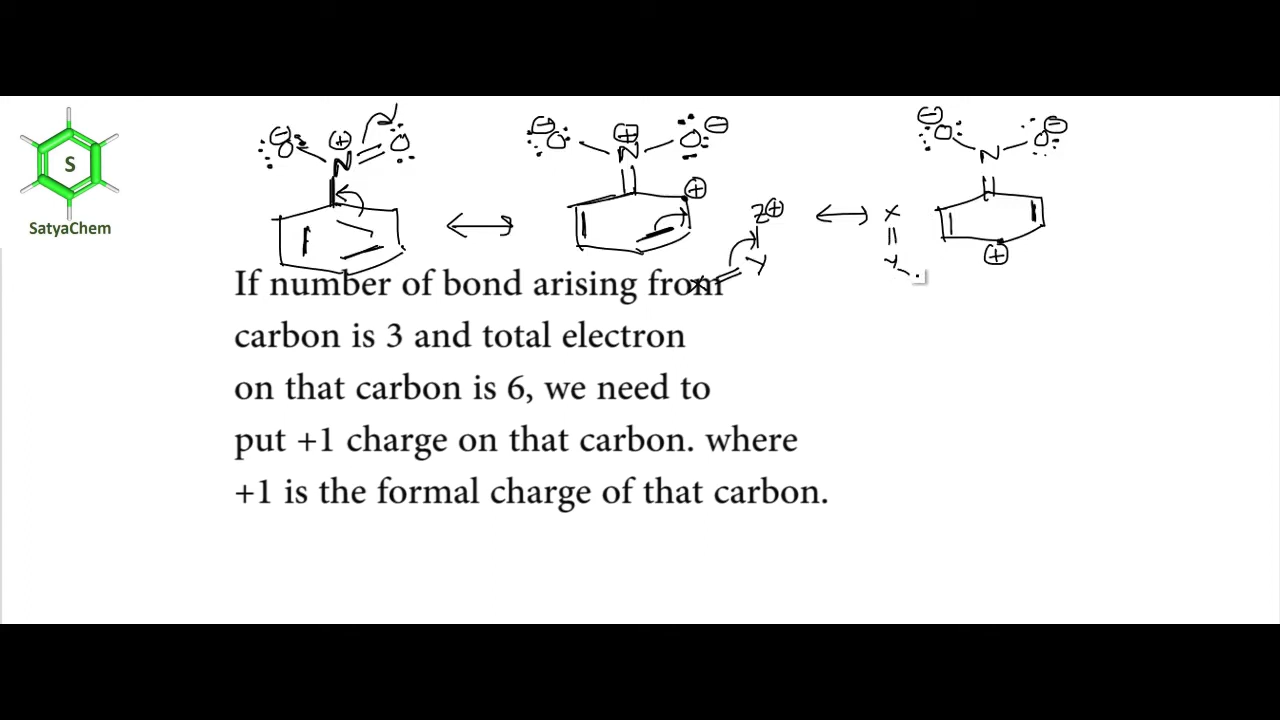 S
SatyaChem
⊖ O N ⊕ O
⊖ O N ⊕ O ⊖
⊖ O N O ⊖
⊕
Z ⊕
X Y
X
Y
⊕
If number of bond arising from
carbon is 3 and total electron
on that carbon is 6, we need to
put +1 charge on that carbon. where
+1 is the formal charge of that carbon.